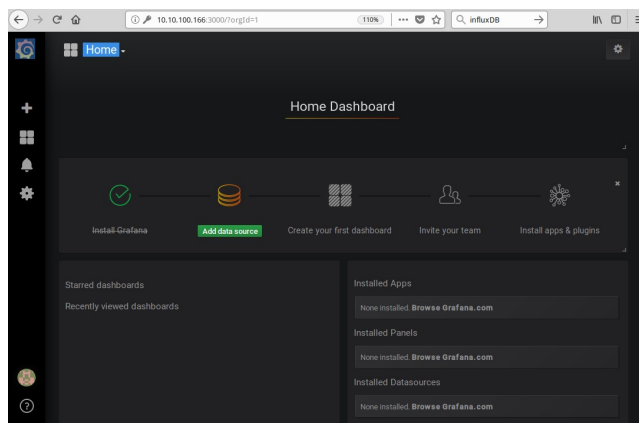 10.10.100.166:3000/?orgId=1
110%
influxDB
Home
Home Dashboard
Install Grafana
Add data source
Create your first dashboard
Invite your team
Install apps & plugins
Starred dashboards
Recently viewed dashboards
Installed Apps
None installed. Browse Grafana.com
Installed Panels
None installed. Browse Grafana.com
Installed Datasources
None installed. Browse Grafana.com